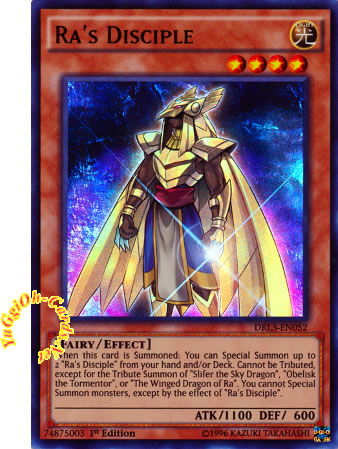 Ra's Disciple
LIGHT
光
DRL3-EN052
[FAIRY/EFFECT]
When this card is Summoned: You can Special Summon up to
2 "Ra's Disciple" from your hand and/or Deck. Cannot be Tributed,
except for the Tribute Summon of "Slifer the Sky Dragon", "Obelisk
the Tormentor", or "The Winged Dragon of Ra". You cannot Special
Summon monsters, except by the effect of "Ra's Disciple".
ATK/1100 DEF/ 600
74875003 1st Edition ©1996 KAZUKI TAKAHASHI